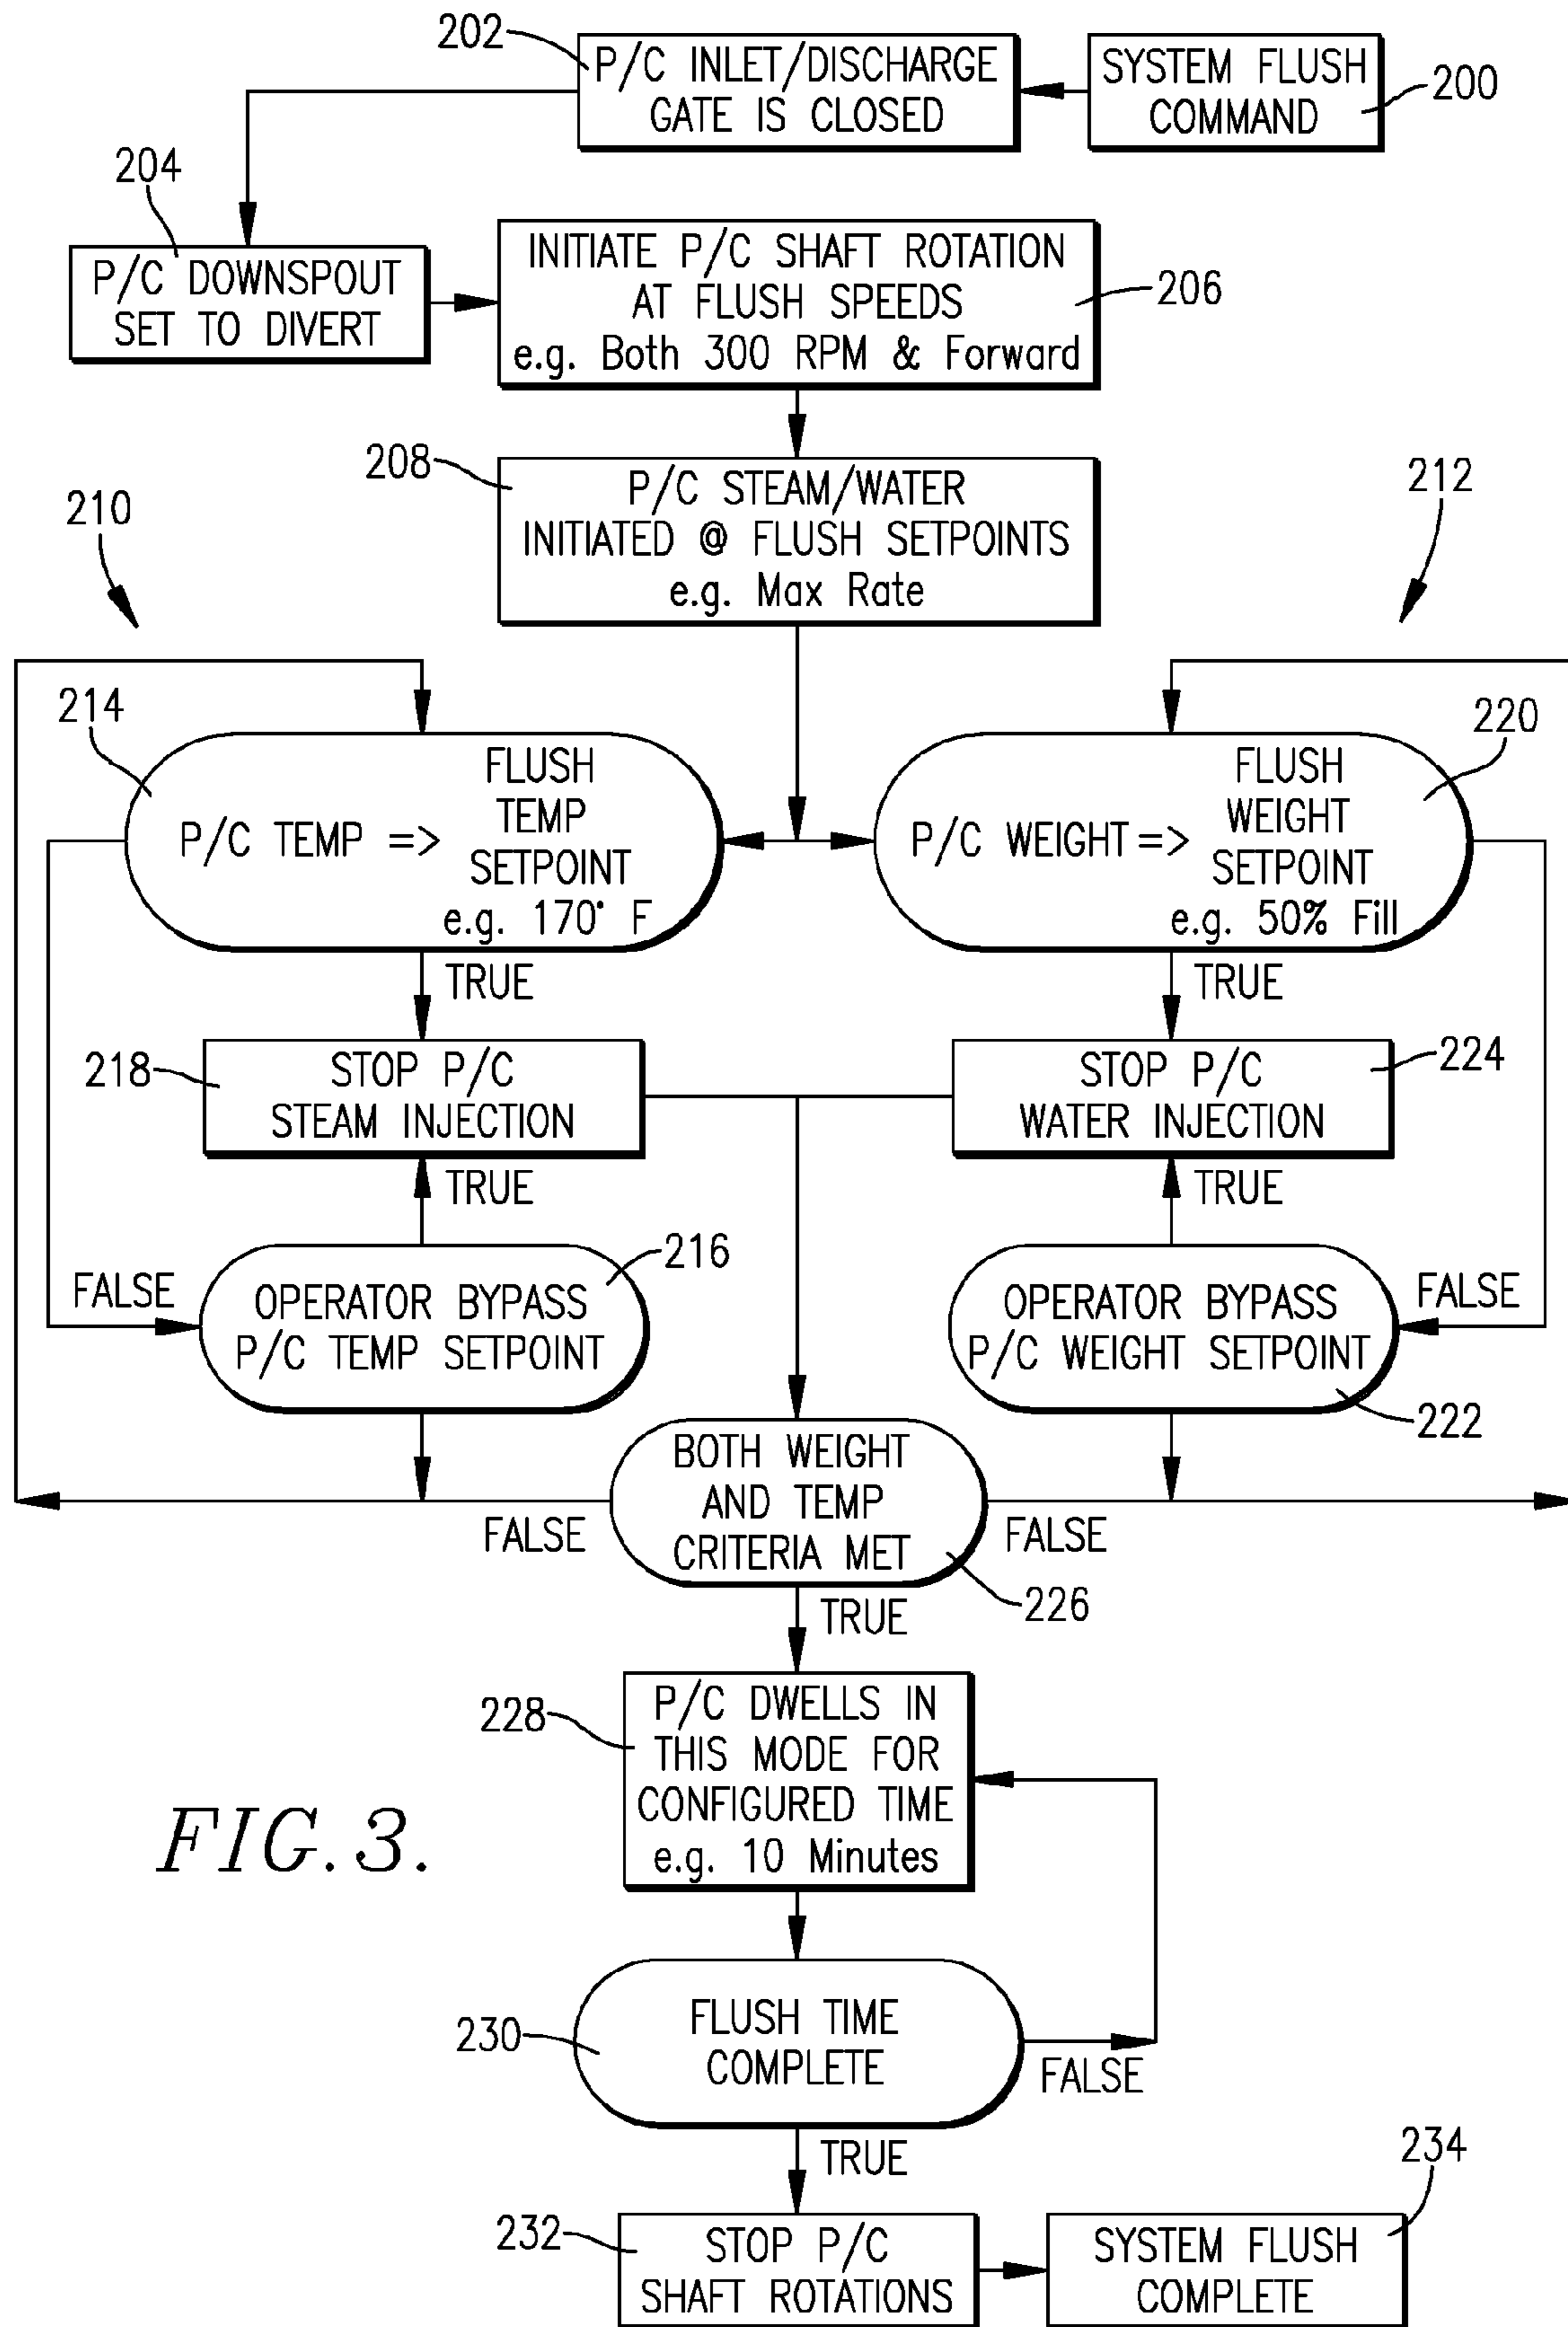 202
P/C INLET/DISCHARGE
GATE IS CLOSED
SYSTEM FLUSH
COMMAND
200
204
P/C DOWNSPOUT
SET TO DIVERT
INITIATE P/C SHAFT ROTATION
AT FLUSH SPEEDS
e.g. Both 300 RPM & Forward
206
208
P/C STEAM/WATER
INITIATED @ FLUSH SETPOINTS
e.g. Max Rate
210
212
214
FLUSH
TEMP
P/C TEMP =>
SETPOINT
e.g. 170° F
220
FLUSH
WEIGHT
P/C WEIGHT =>
SETPOINT
e.g. 50% Fill
TRUE
TRUE
218
STOP P/C
STEAM INJECTION
STOP P/C
WATER INJECTION
224
TRUE
TRUE
FALSE
OPERATOR BYPASS
P/C TEMP SETPOINT
216
OPERATOR BYPASS
P/C WEIGHT SETPOINT
FALSE
222
BOTH WEIGHT
AND TEMP
CRITERIA MET
FALSE
FALSE
226
TRUE
228
P/C DWELLS IN
THIS MODE FOR
CONFIGURED TIME
e.g. 10 Minutes
FIG. 3.
230
FLUSH TIME
COMPLETE
FALSE
TRUE
232
STOP P/C
SHAFT ROTATIONS
SYSTEM FLUSH
COMPLETE
234